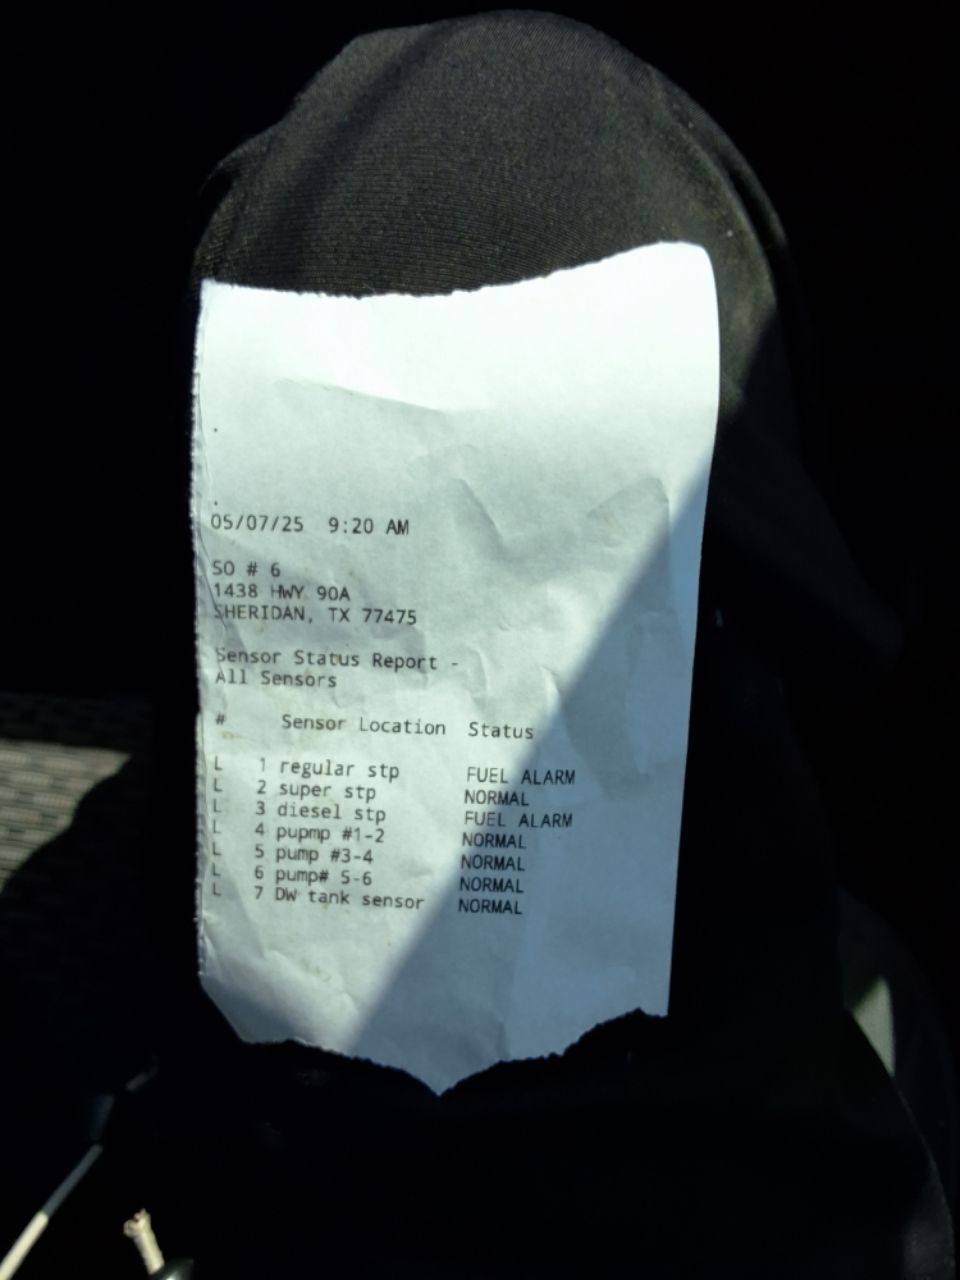 05/07/25 9:20 AM
SO # 6
1438 HWY 90A
SHERIDAN, TX 77475
Sensor Status Report -
All Sensors
# Sensor Location Status
L 1 regular stp FUEL ALARM
L 2 super stp NORMAL
L 3 diesel stp FUEL ALARM
L 4 pupmp #1-2 NORMAL
L 5 pump #3-4 NORMAL
L 6 pump# 5-6 NORMAL
L 7 DW tank sensor NORMAL